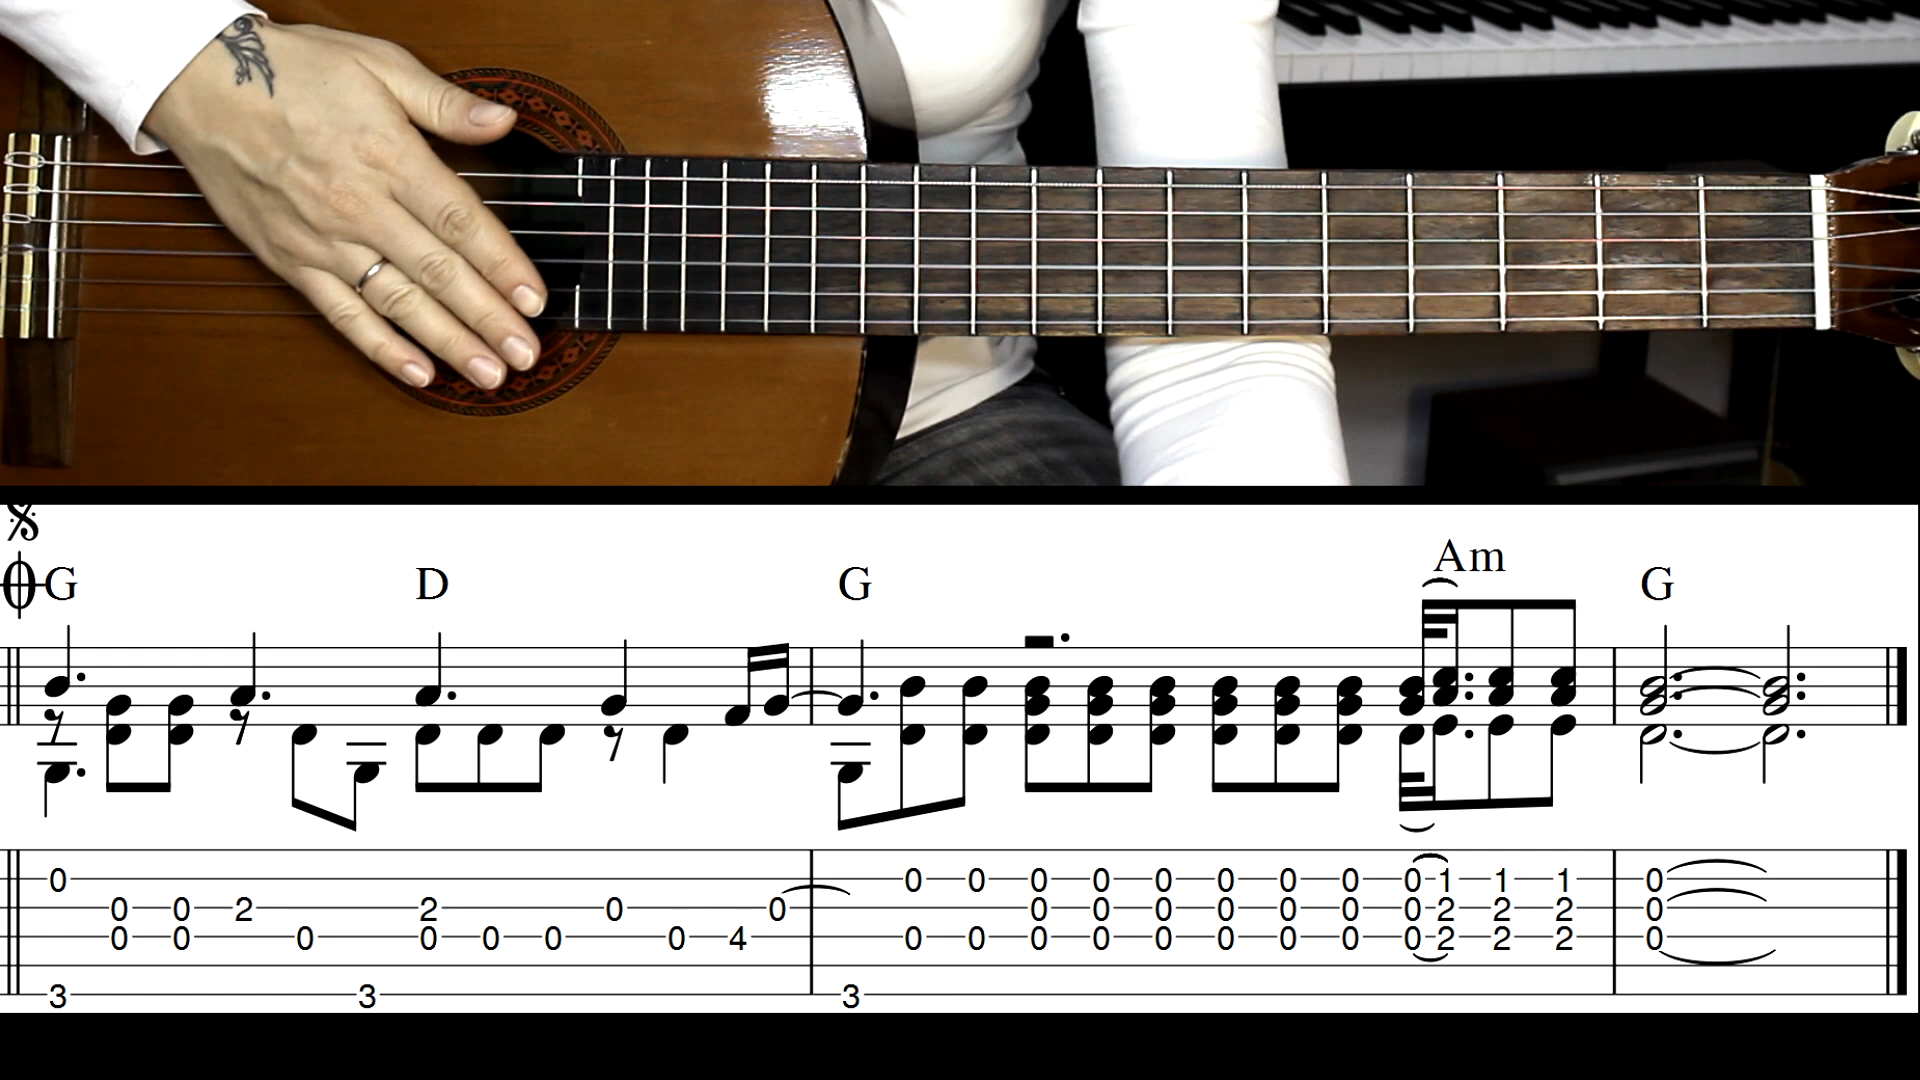 G D G Am G
0 0 0 0 0 0 0 0 0 0 1 1 1 0
0 0 2 2 0 0 0 0 0 0 0 0 0 2 2 2 0
0 0 0 0 0 0 0 4 0 0 0 0 0 0 0 0 0 2 2 2 0
3 3 3